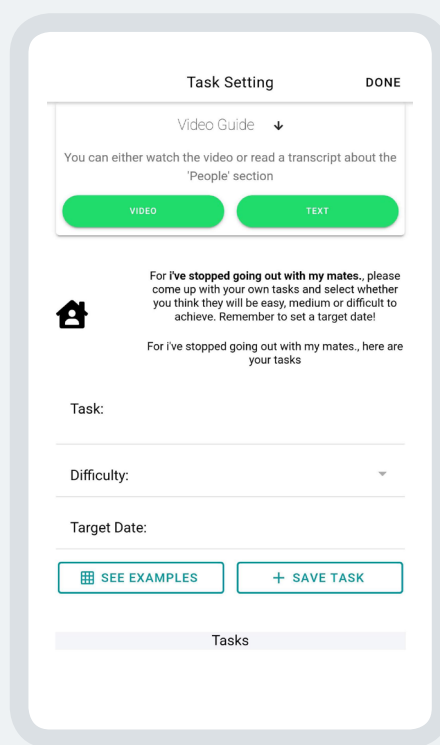 Task Setting DONE
Video Guide
You can either watch the video or read a transcript about the
'People' section
VIDEO TEXT
For i've stopped going out with my mates., please
come up with your own tasks and select whether
you think they will be easy, medium or difficult to
achieve. Remember to set a target date!
For i've stopped going out with my mates., here are
your tasks
Task:
Difficulty:
Target Date:
SEE EXAMPLES + SAVE TASK
Tasks